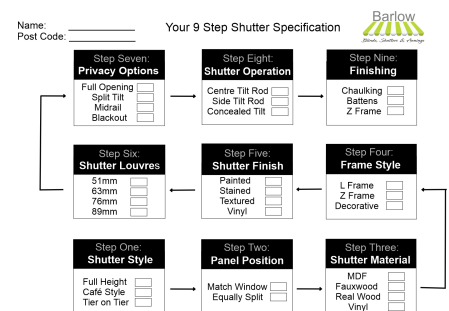 Name: ____________
Post Code: ____________
Your 9 Step Shutter Specification
Barlow
Blinds, Shutters & Awnings
Step Seven:
Privacy Options
Full Opening
Split Tilt
Midrail
Blackout
Step Eight:
Shutter Operation
Centre Tilt Rod
Side Tilt Rod
Concealed Tilt
Step Nine:
Finishing
Chaulking
Battens
Z Frame
Step Six:
Shutter Louvres
51mm
63mm
76mm
89mm
Step Five:
Shutter Finish
Painted
Stained
Textured
Vinyl
Step Four:
Frame Style
L Frame
Z Frame
Decorative
Step One:
Shutter Style
Full Height
Café Style
Tier on Tier
Step Two:
Panel Position
Match Window
Equally Split
Step Three:
Shutter Material
MDF
Fauxwood
Real Wood
Vinyl